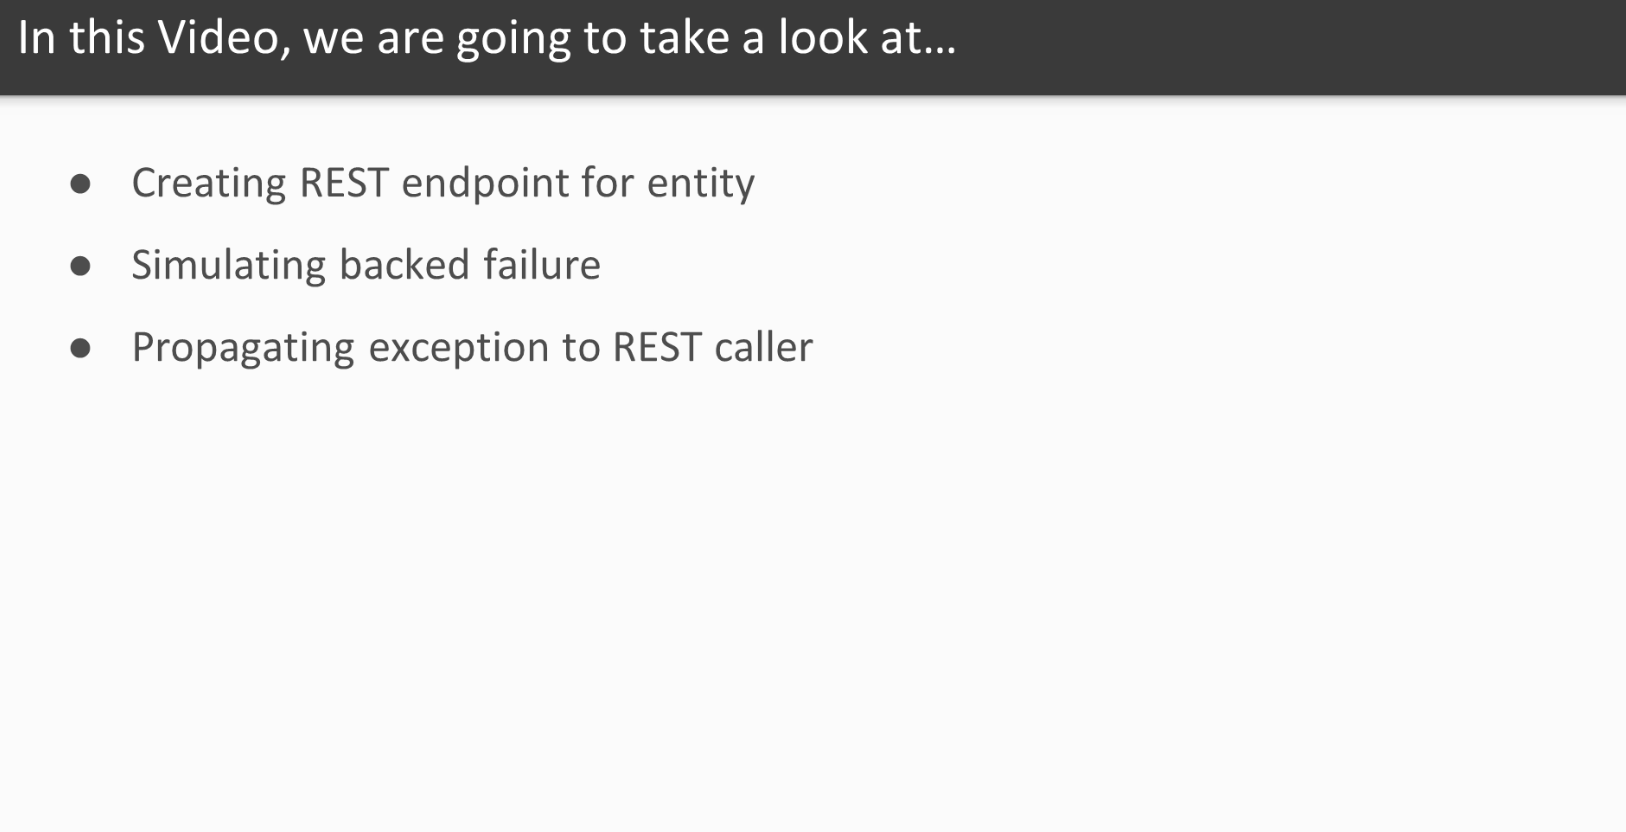 In this Video, we are going to take a look at...
● Creating REST endpoint for entity
● Simulating backed failure
● Propagating exception to REST caller